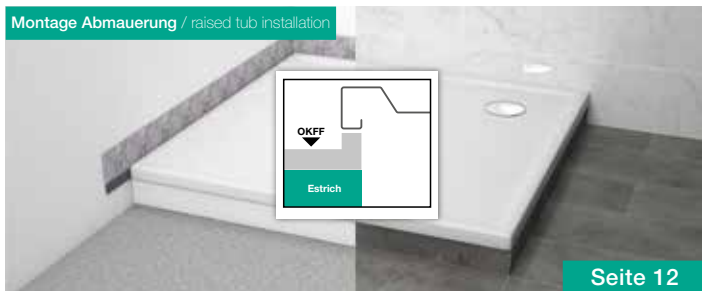 Montage Abmauerung / raised tub installation
OKFF
Estrich
Seite 12